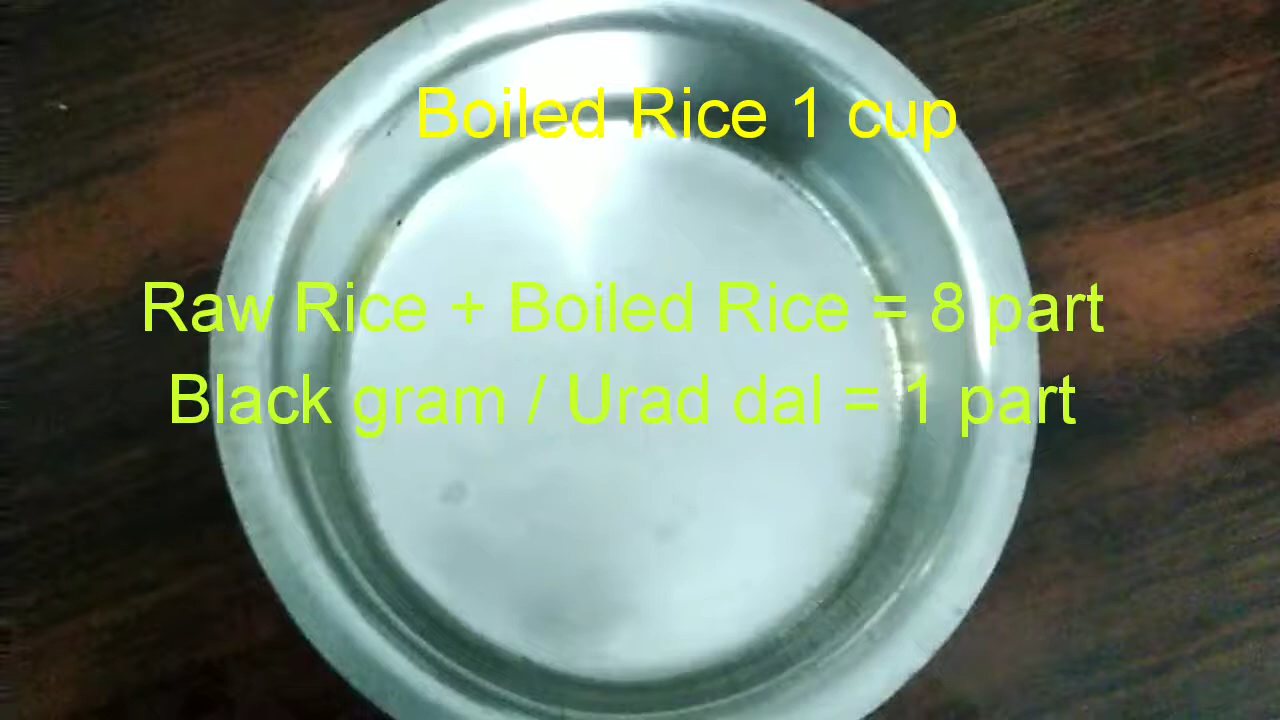 Boiled Rice 1 cup
Raw Rice + Boiled Rice = 8 part
Black gram / Urad dal = 1 part